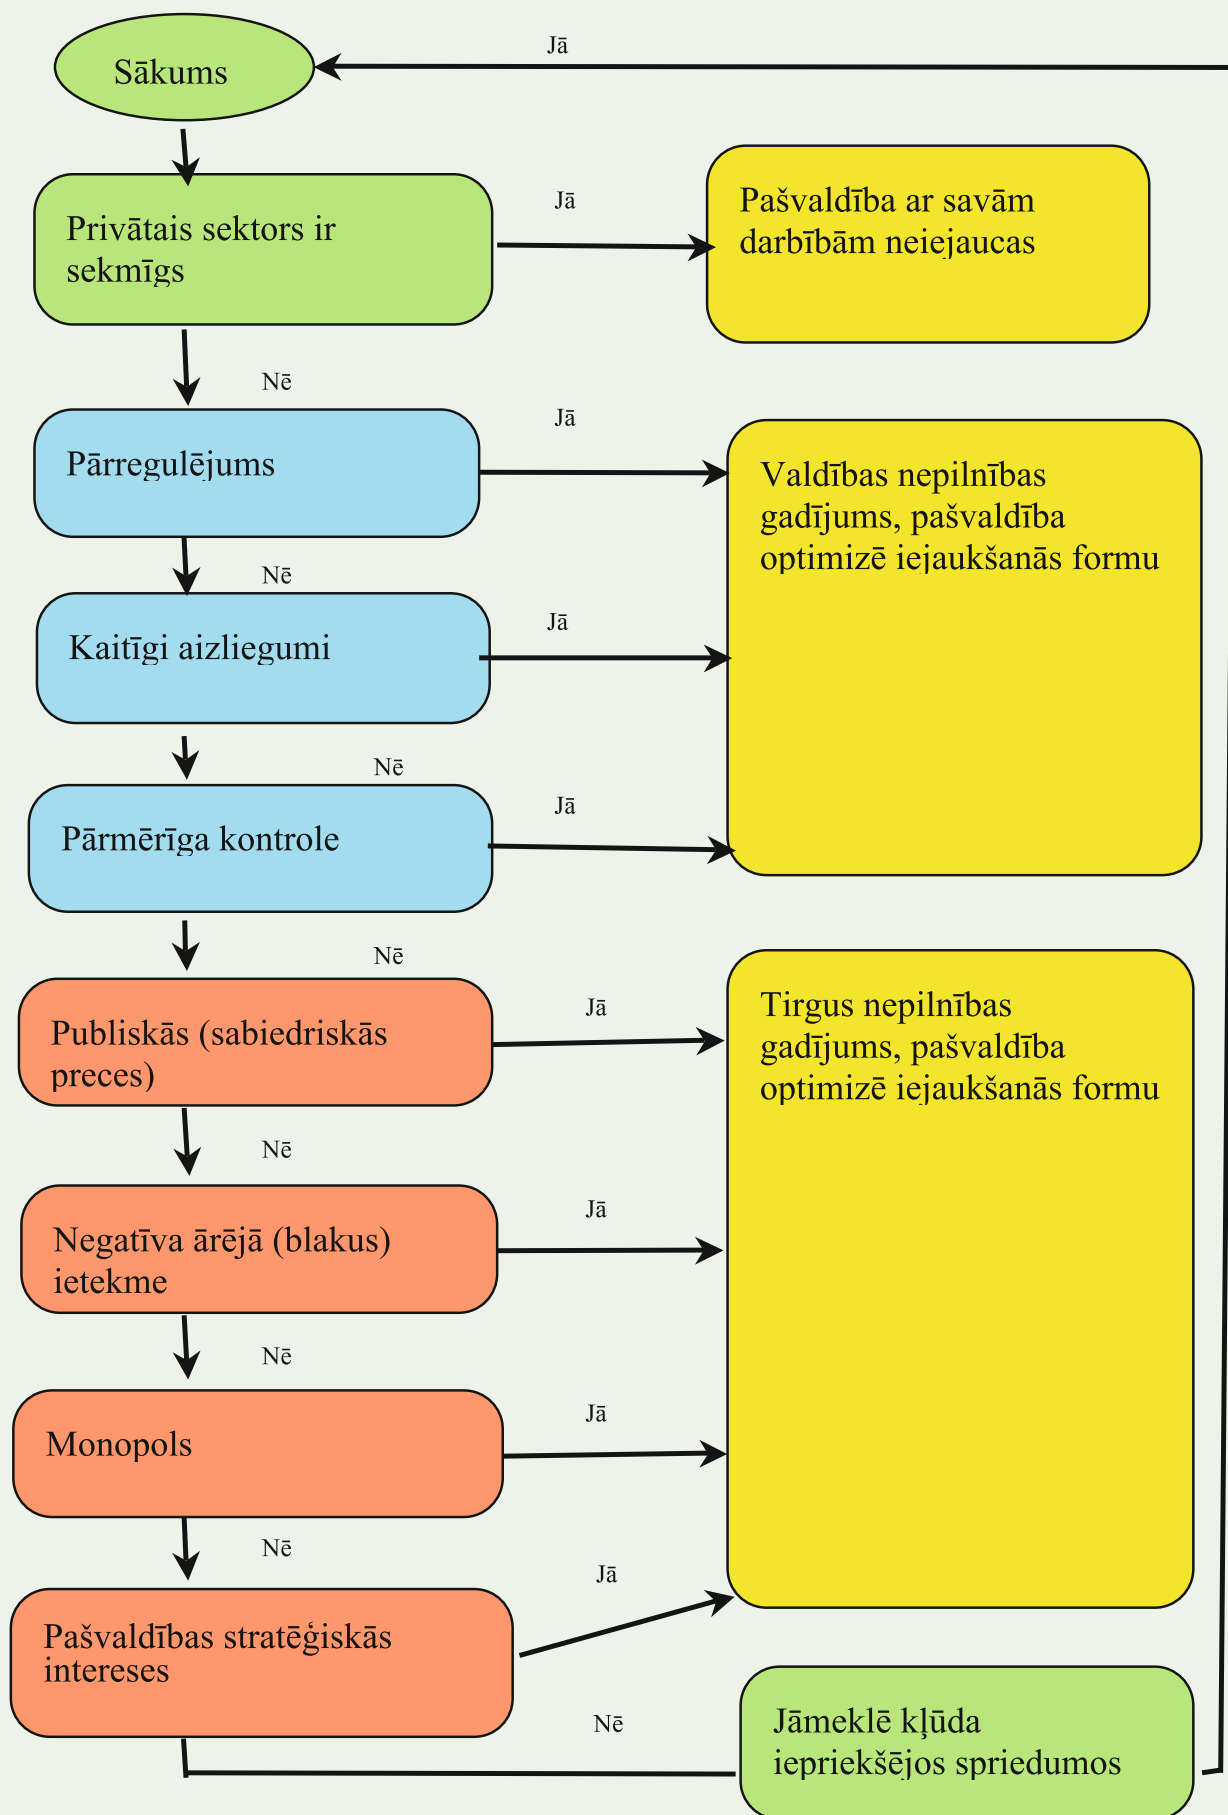 Sākums
Jā
Privātais sektors ir
sekmīgs
Jā
Pašvaldība ar savām
darbībām neiejaucas
Nē
Pārregulējums
Jā
Valdības nepilnības
gadījums, pašvaldība
optimizē iejaukšanās formu
Nē
Kaitīgi aizliegumi
Jā
Nē
Pārmērīga kontrole
Jā
Nē
Publiskās (sabiedriskās
preces)
Jā
Tirgus nepilnības
gadījums, pašvaldība
optimizē iejaukšanās formu
Nē
Negatīva ārējā (blakus)
ietekme
Jā
Nē
Monopols
Jā
Nē
Pašvaldības stratēģiskās
intereses
Jā
Nē
Jāmeklē kļūda
iepriekšējos spriedumos